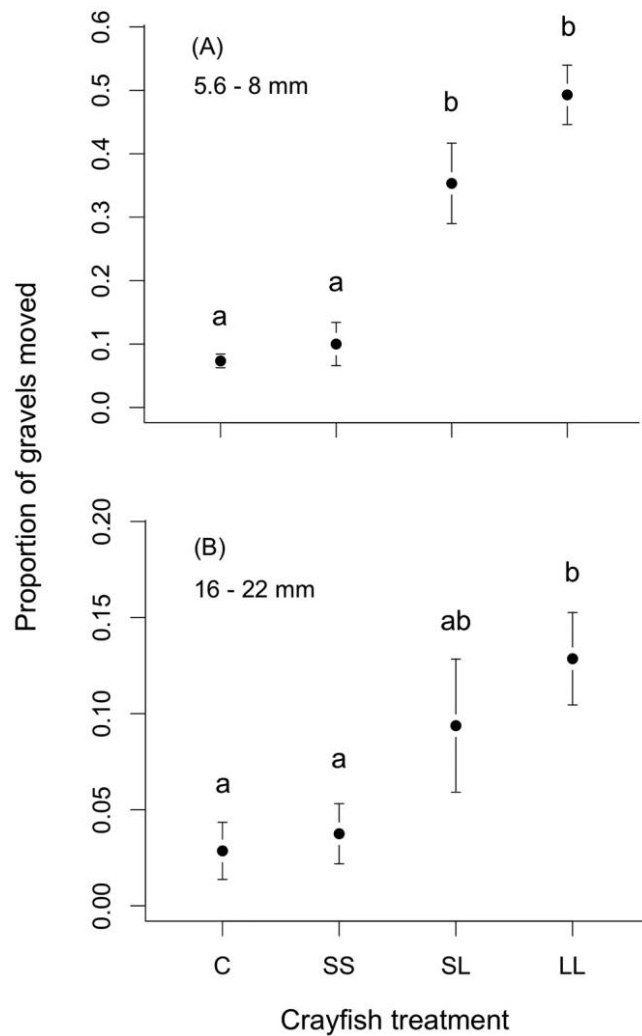 Proportion of gravels moved
(A)
5.6 - 8 mm
0.6
0.5
0.4
0.3
0.2
0.1
0.0
a
a
b
b
(B)
16 - 22 mm
0.20
0.15
0.10
0.05
0.00
a
a
ab
b
C SS SL LL
Crayfish treatment